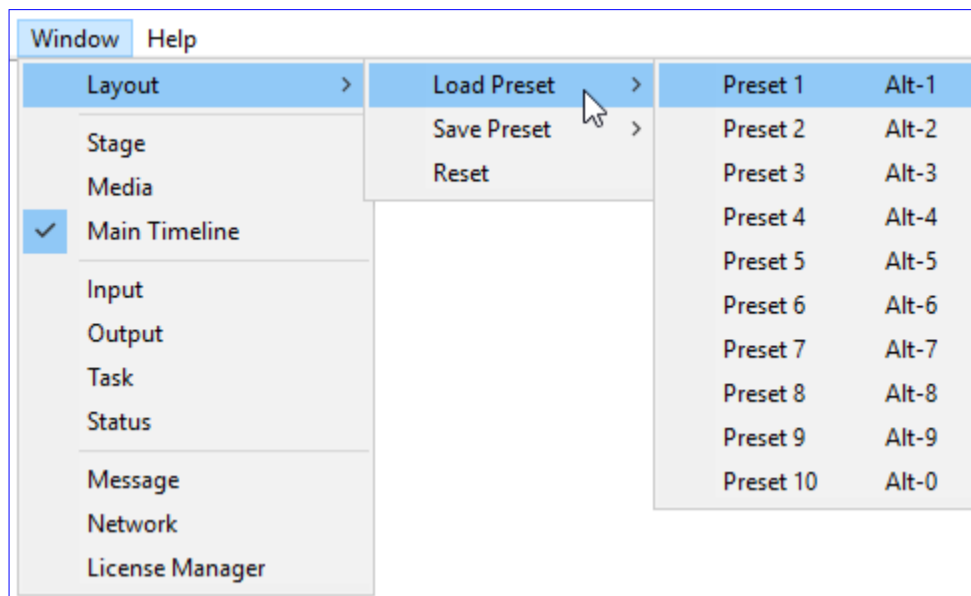 Window Help
Layout Load Preset Preset 1 Alt-1
Save Preset Preset 2 Alt-2
Stage
Reset Preset 3 Alt-3
Media
Main Timeline Preset 4 Alt-4
Preset 5 Alt-5
Input
Preset 6 Alt-6
Output
Preset 7 Alt-7
Task
Preset 8 Alt-8
Status
Preset 9 Alt-9
Message Preset 10 Alt-0
Network
License Manager